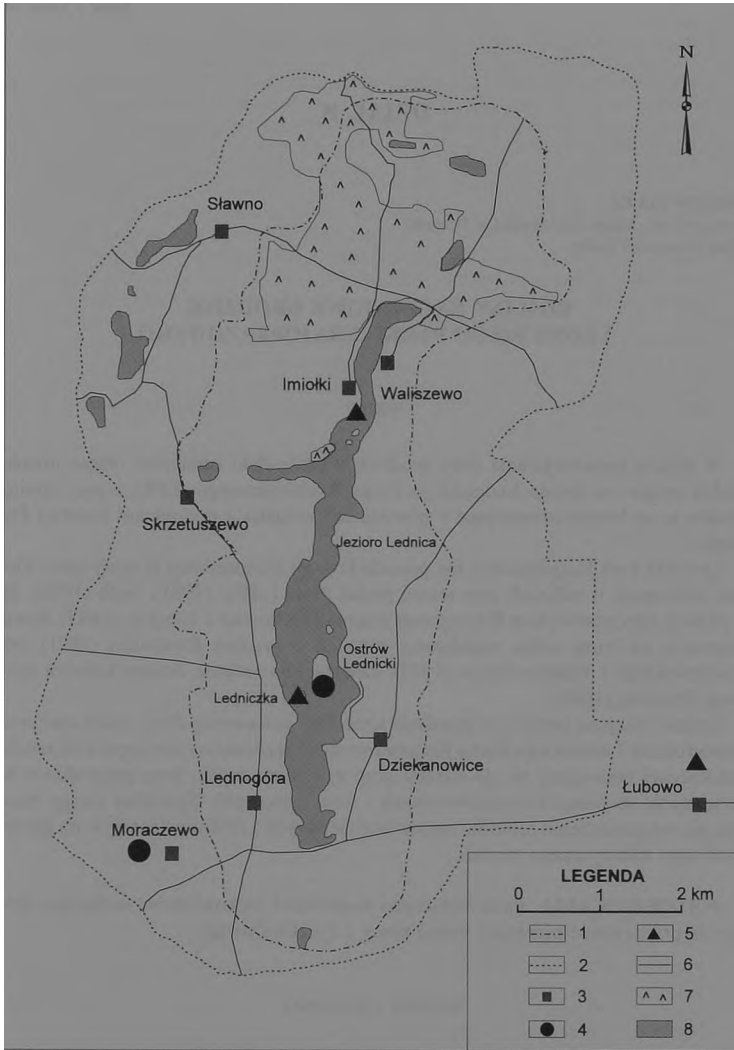 N
Sławno
Imiołki
Waliszewo
Skrzetuszewo
Jezioro Lednica
Ostrów
Lednicki
Ledniczka
Dziekanowice
Lednogóra
Łubowo
Moraczewo
LEGENDA
0 1 2 km
1 5
2 6
3 7
4 8